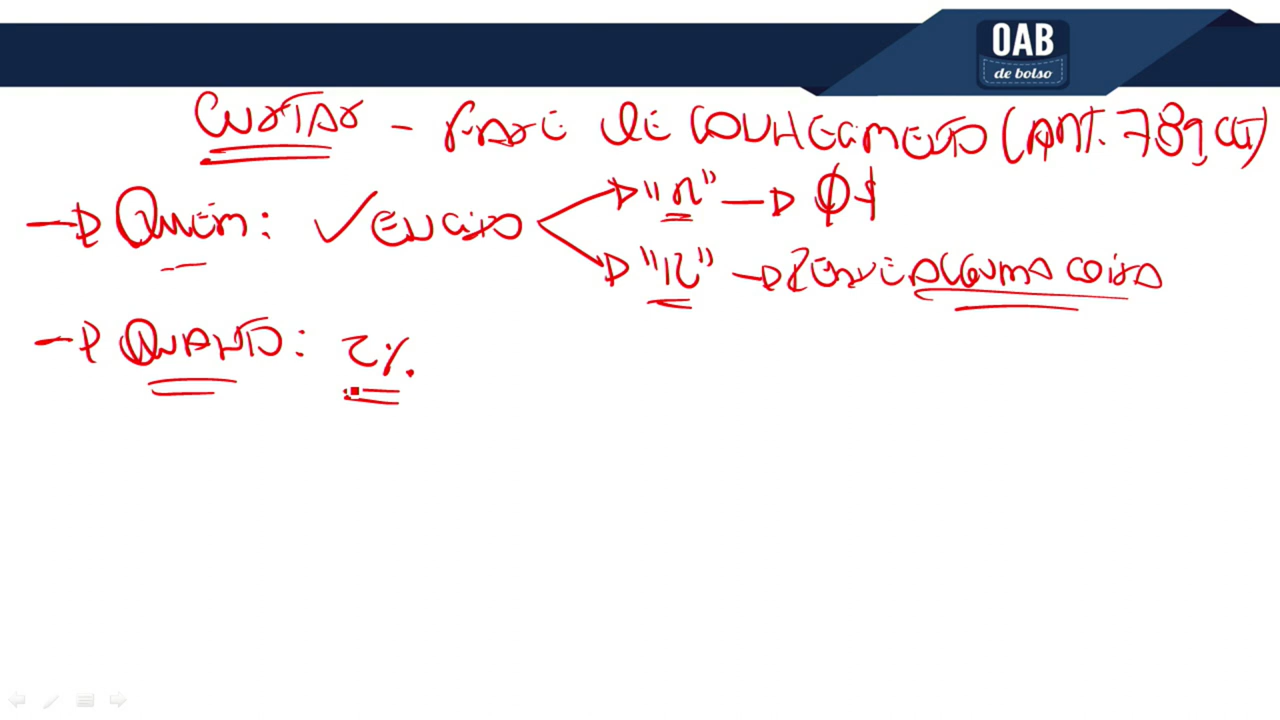 OAB
de bolso
CUSTAS - FASE DE CONHECIMENTO (ART. 789, CLT)
→ QUEM: VENCIDO → "r" → Ø$
→ "R" → PERDE ALGUMA COISA
→ QUANTO: 2%.